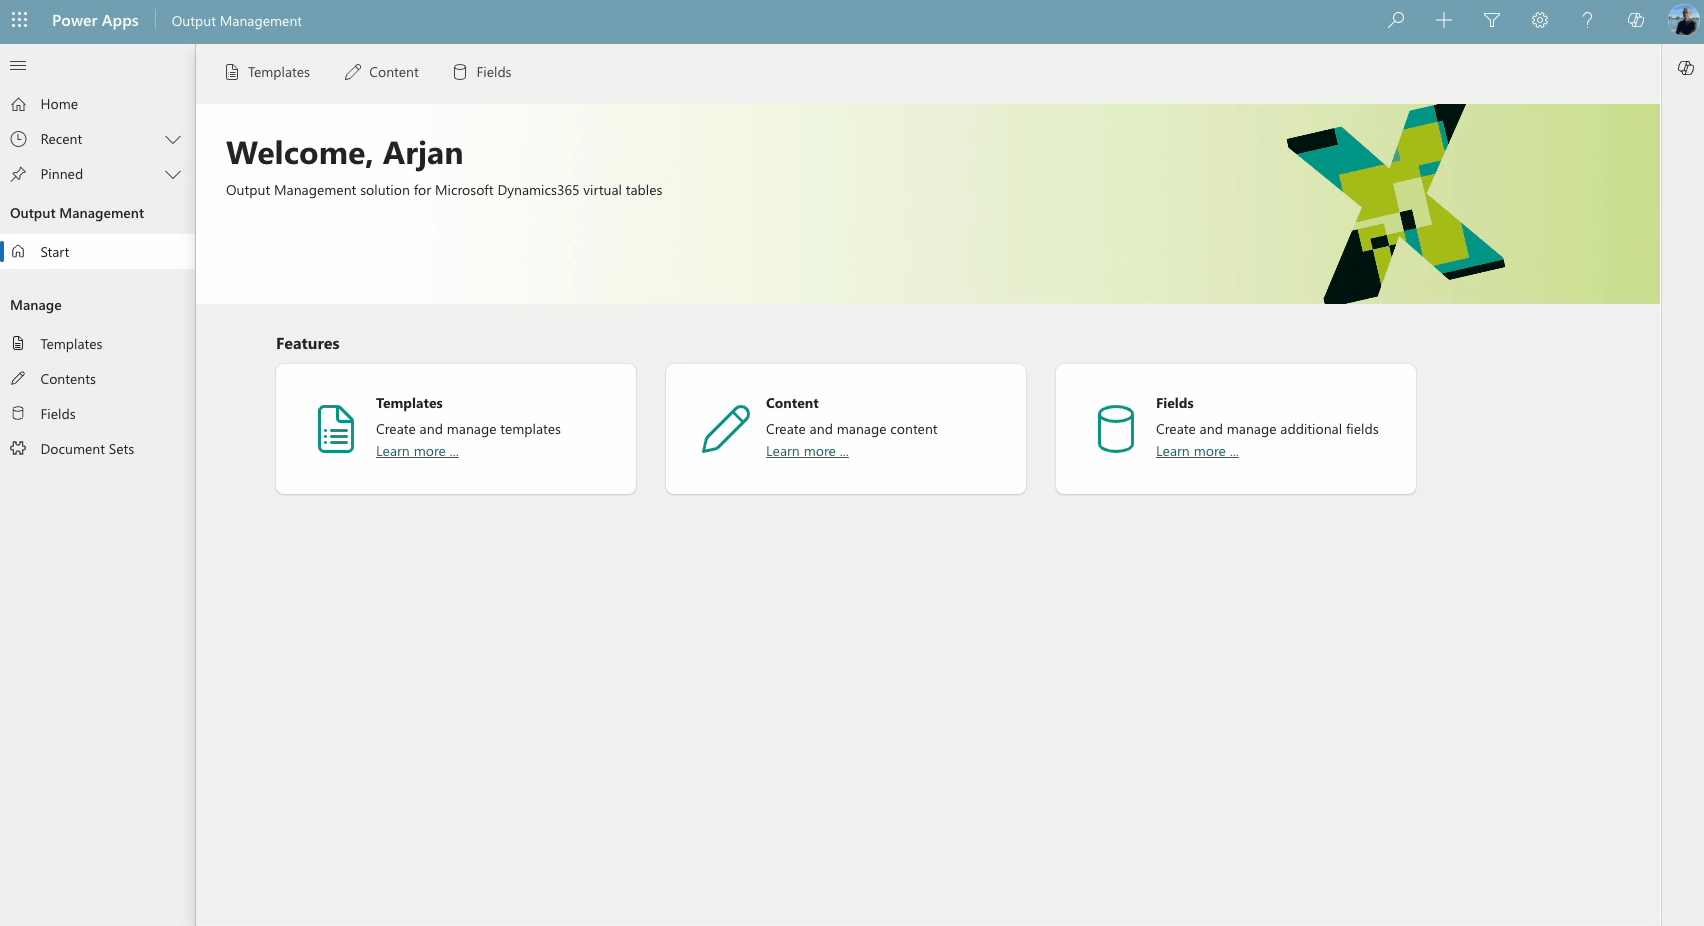 Power Apps
Output Management
Templates
Content
Fields
Home
Recent
Pinned
Output Management
Start
Manage
Templates
Contents
Fields
Document Sets
Welcome, Arjan
Output Management solution for Microsoft Dynamics365 virtual tables
Features
Templates
Create and manage templates
Learn more ...
Content
Create and manage content
Learn more ...
Fields
Create and manage additional fields
Learn more ...